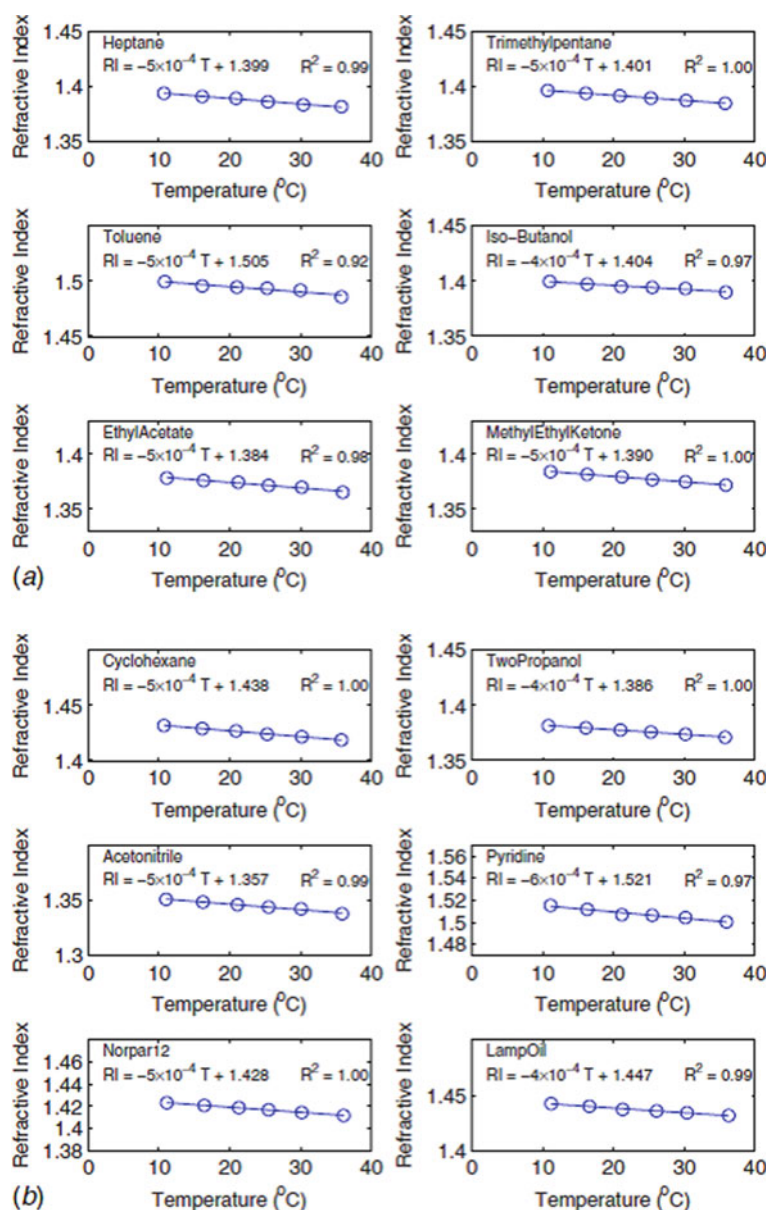 Heptane
RI = −5×10⁻⁴ T + 1.399 R² = 0.99
Refractive Index
1.45
1.4
1.35
0 10 20 30 40
Temperature (⁰C)
Trimethylpentane
RI = −5×10⁻⁴ T + 1.401 R² = 1.00
Refractive Index
1.45
1.4
1.35
0 10 20 30 40
Temperature (⁰C)
Toluene
RI = −5×10⁻⁴ T + 1.505 R² = 0.92
Refractive Index
1.5
1.45
0 10 20 30 40
Temperature (⁰C)
Iso−Butanol
RI = −4×10⁻⁴ T + 1.404 R² = 0.97
Refractive Index
1.45
1.4
1.35
0 10 20 30 40
Temperature (⁰C)
EthylAcetate
RI = −5×10⁻⁴ T + 1.384 R² = 0.98
Refractive Index
1.4
1.35
0 10 20 30 40
Temperature (⁰C)
MethylEthylKetone
RI = −5×10⁻⁴ T + 1.390 R² = 1.00
Refractive Index
1.4
1.35
0 10 20 30 40
Temperature (⁰C)
(a)
Cyclohexane
RI = −5×10⁻⁴ T + 1.438 R² = 1.00
Refractive Index
1.45
1.4
0 10 20 30 40
Temperature (⁰C)
TwoPropanol
RI = −4×10⁻⁴ T + 1.386 R² = 1.00
Refractive Index
1.45
1.4
1.35
0 10 20 30 40
Temperature (⁰C)
Acetonitrile
RI = −5×10⁻⁴ T + 1.357 R² = 0.99
Refractive Index
1.35
1.3
0 10 20 30 40
Temperature (⁰C)
Pyridine
RI = −6×10⁻⁴ T + 1.521 R² = 0.97
Refractive Index
1.56
1.54
1.52
1.5
1.48
0 10 20 30 40
Temperature (⁰C)
Norpar12
RI = −5×10⁻⁴ T + 1.428 R² = 1.00
Refractive Index
1.46
1.44
1.42
1.4
1.38
0 10 20 30 40
Temperature (⁰C)
LampOil
RI = −4×10⁻⁴ T + 1.447 R² = 0.99
Refractive Index
1.45
1.4
0 10 20 30 40
Temperature (⁰C)
(b)